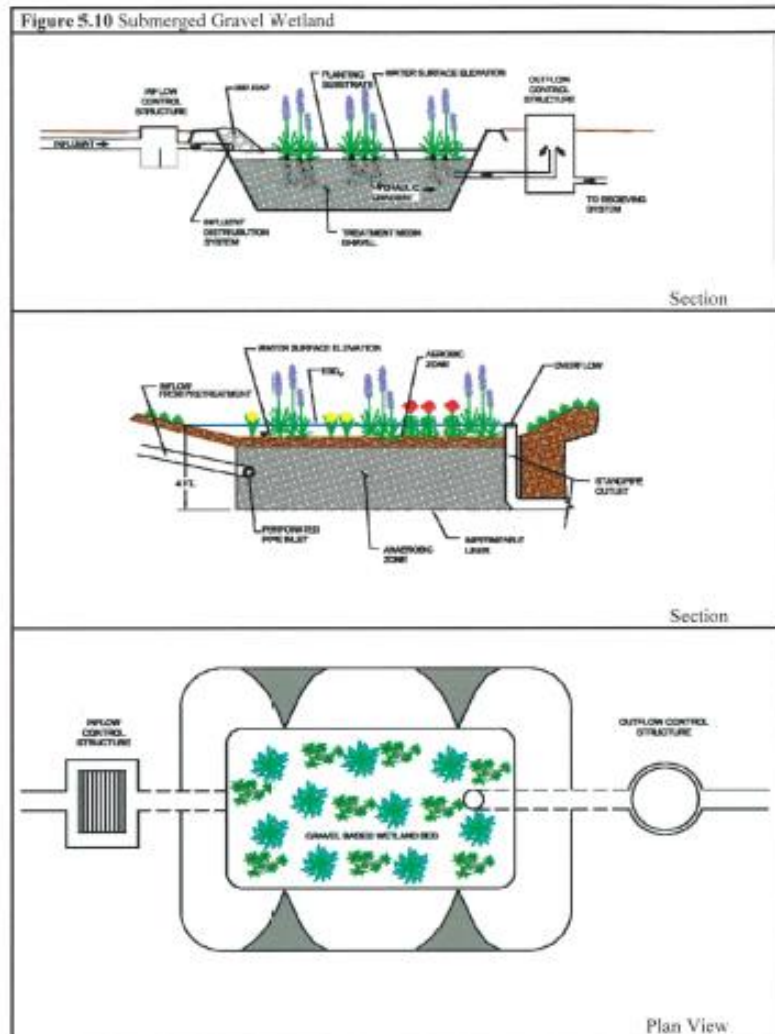 Figure 5.10 Submerged Gravel Wetland
INFLOW
CONTROL
STRUCTURE
PLANTING
SUBSTRATE
WATER SURFACE ELEVATION
OUTFLOW
CONTROL
STRUCTURE
INFLUENT
INFLUENT
DISTRIBUTION
SYSTEM
TREATMENT MEDIA
GRAVEL
TO RECIEVING
SYSTEM
Section
WATER SURFACE ELEVATION
AEROBIC
ZONE
OVERFLOW
INFLOW
FROM PRETREATMENT
4 FT.
STANDPIPE
OUTLET
PERFORATED
PIPE INLET
ANAEROBIC
ZONE
IMPERMEABLE
LINER
Section
INFLOW
CONTROL
STRUCTURE
OUTFLOW CONTROL
STRUCTURE
GRAVEL BASED WETLAND BED
Plan View